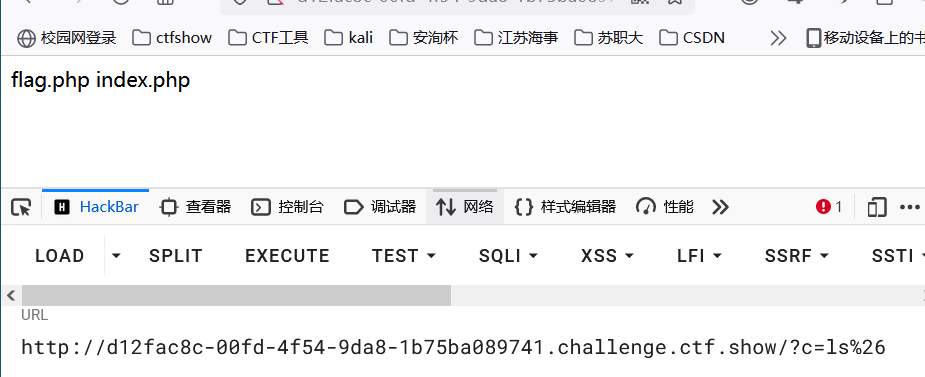 校园网登录 ctfshow CTF工具 kali 安洵杯 江苏海事 苏职大 CSDN 移动设备上的书
flag.php index.php
HackBar 查看器 控制台 调试器 网络 样式编辑器 性能 1
LOAD SPLIT EXECUTE TEST SQLI XSS LFI SSRF SSTI
URL
http://d12fac8c-00fd-4f54-9da8-1b75ba089741.challenge.ctf.show/?c=ls%26